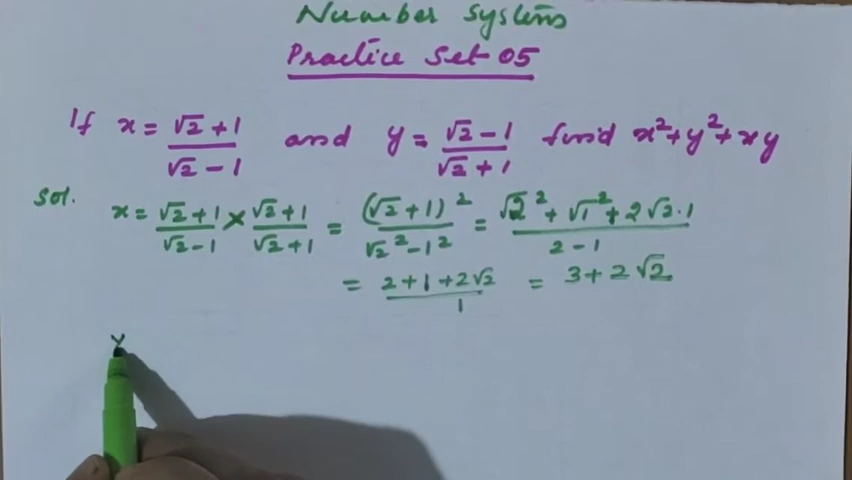 Number Systems
Practice Set 05
If x = (√2 + 1)/(√2 - 1) and y = (√2 - 1)/(√2 + 1) find x² + y² + xy
Sol.
x = (√2 + 1)/(√2 - 1) × (√2 + 1)/(√2 + 1) = (√2 + 1)²/(√2² - 1²) = (√2² + √1² + 2√2·1)/(2 - 1)
= (2 + 1 + 2√2)/1 = 3 + 2√2
y